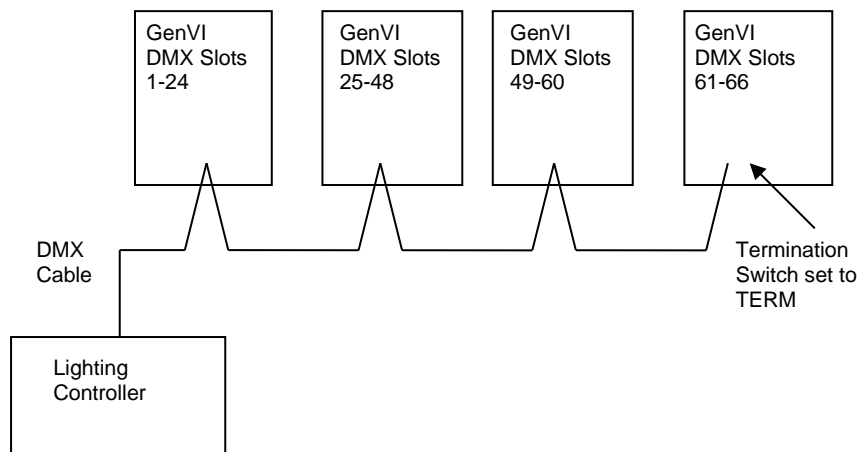 GenVI
DMX Slots
1-24
GenVI
DMX Slots
25-48
GenVI
DMX Slots
49-60
GenVI
DMX Slots
61-66
DMX
Cable
Termination
Switch set to
TERM
Lighting
Controller